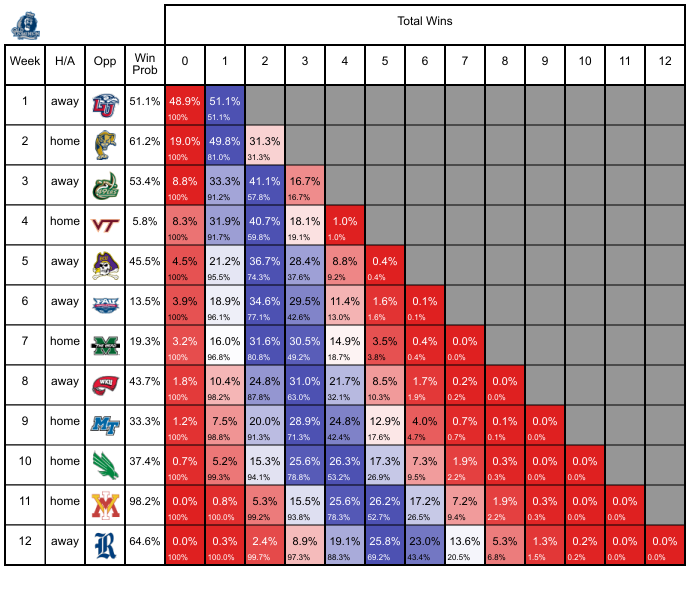 Total Wins
Week H/A Opp Win Prob 0 1 2 3 4 5 6 7 8 9 10 11 12
1 away LU 51.1% 48.9% 51.1%
100% 51.1%
2 home 61.2% 19.0% 49.8% 31.3%
100% 81.0% 31.3%
3 away 53.4% 8.8% 33.3% 41.1% 16.7%
100% 91.2% 57.8% 16.7%
4 home VT 5.8% 8.3% 31.9% 40.7% 18.1% 1.0%
100% 91.7% 59.8% 19.1% 1.0%
5 away 45.5% 4.5% 21.2% 36.7% 28.4% 8.8% 0.4%
100% 95.5% 74.3% 37.6% 9.2% 0.4%
6 away FAU 13.5% 3.9% 18.9% 34.6% 29.5% 11.4% 1.6% 0.1%
100% 96.1% 77.1% 42.6% 13.0% 1.6% 0.1%
7 home M 19.3% 3.2% 16.0% 31.6% 30.5% 14.9% 3.5% 0.4% 0.0%
100% 96.8% 80.8% 49.2% 18.7% 3.8% 0.4% 0.0%
8 away WKU 43.7% 1.8% 10.4% 24.8% 31.0% 21.7% 8.5% 1.7% 0.2% 0.0%
100% 98.2% 87.8% 63.0% 32.1% 10.3% 1.9% 0.2% 0.0%
9 home MT 33.3% 1.2% 7.5% 20.0% 28.9% 24.8% 12.9% 4.0% 0.7% 0.1% 0.0%
100% 98.8% 91.3% 71.3% 42.4% 17.6% 4.7% 0.7% 0.1% 0.0%
10 home 37.4% 0.7% 5.2% 15.3% 25.6% 26.3% 17.3% 7.3% 1.9% 0.3% 0.0% 0.0%
100% 99.3% 94.1% 78.8% 53.2% 26.9% 9.5% 2.2% 0.3% 0.0% 0.0%
11 home VMI 98.2% 0.0% 0.8% 5.3% 15.5% 25.6% 26.2% 17.2% 7.2% 1.9% 0.3% 0.0% 0.0%
100% 100.0% 99.2% 93.8% 78.3% 52.7% 26.5% 9.4% 2.2% 0.3% 0.0% 0.0%
12 away R 64.6% 0.0% 0.3% 2.4% 8.9% 19.1% 25.8% 23.0% 13.6% 5.3% 1.3% 0.2% 0.0% 0.0%
100% 100.0% 99.7% 97.3% 88.3% 69.2% 43.4% 20.5% 6.8% 1.5% 0.2% 0.0% 0.0%